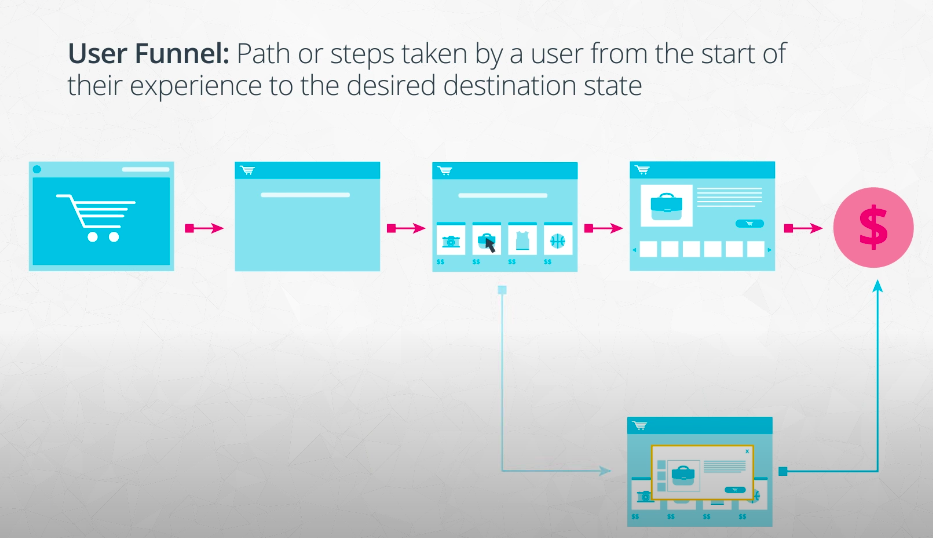 User Funnel: Path or steps taken by a user from the start of
their experience to the desired destination state
$$ $$ $$ $$
$
x
$$ $$ $$ $$